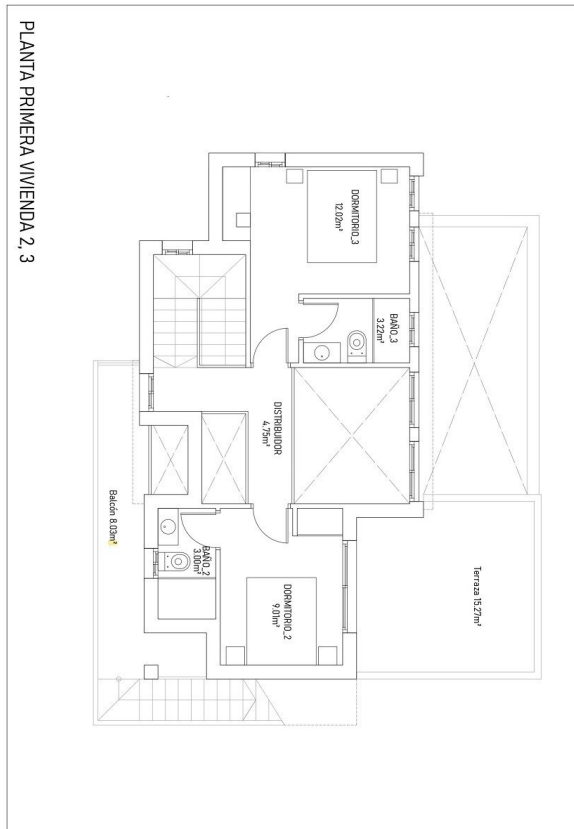 PLANTA PRIMERA VIVIENDA 2, 3
DORMITORIO_3
12.02m²
BAÑO_3
3.22m²
DISTRIBUIDOR
4.75m²
Balcón 8.03m²
BAÑO_2
3.00m²
DORMITORIO_2
9.01m²
Terraza 15.27m²